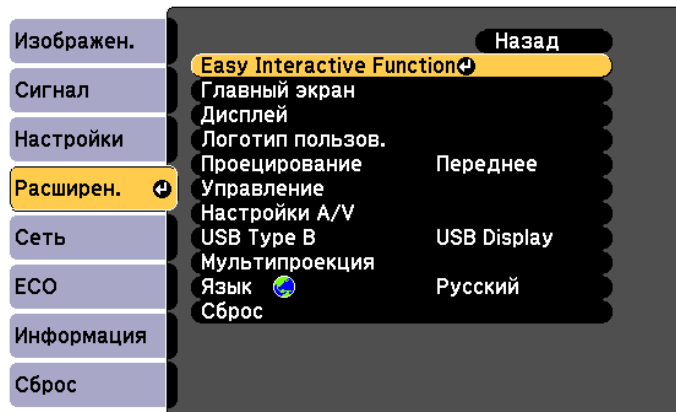 Изображен.
Сигнал
Настройки
Расширен.
Сеть
ECO
Информация
Сброс
Назад
Easy Interactive Function
Главный экран
Дисплей
Логотип пользов.
Проецирование Переднее
Управление
Настройки A/V
USB Type B USB Display
Мультипроекция
Язык Русский
Сброс